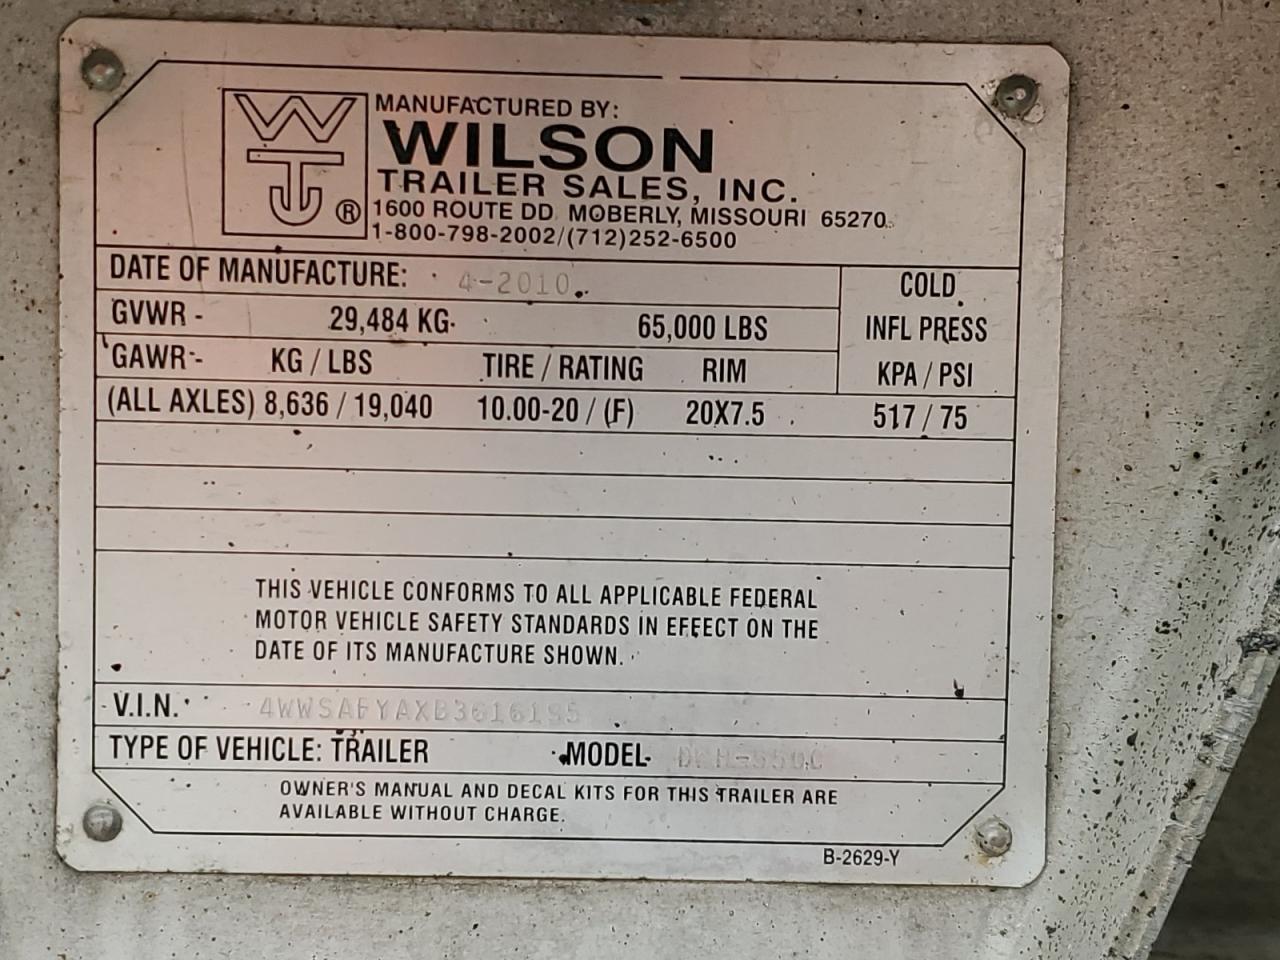 WT ®
MANUFACTURED BY:
WILSON
TRAILER SALES, INC.
1600 ROUTE DD MOBERLY, MISSOURI 65270
1-800-798-2002/(712)252-6500
DATE OF MANUFACTURE: 4-2010
COLD
INFL PRESS
KPA / PSI
GVWR - 29,484 KG 65,000 LBS
GAWR - KG / LBS TIRE / RATING RIM
(ALL AXLES) 8,636 / 19,040 10.00-20 / (F) 20X7.5 517 / 75
THIS VEHICLE CONFORMS TO ALL APPLICABLE FEDERAL
MOTOR VEHICLE SAFETY STANDARDS IN EFFECT ON THE
DATE OF ITS MANUFACTURE SHOWN.
V.I.N.
TYPE OF VEHICLE: TRAILER MODEL-
OWNER'S MANUAL AND DECAL KITS FOR THIS TRAILER ARE
AVAILABLE WITHOUT CHARGE.
B-2629-Y